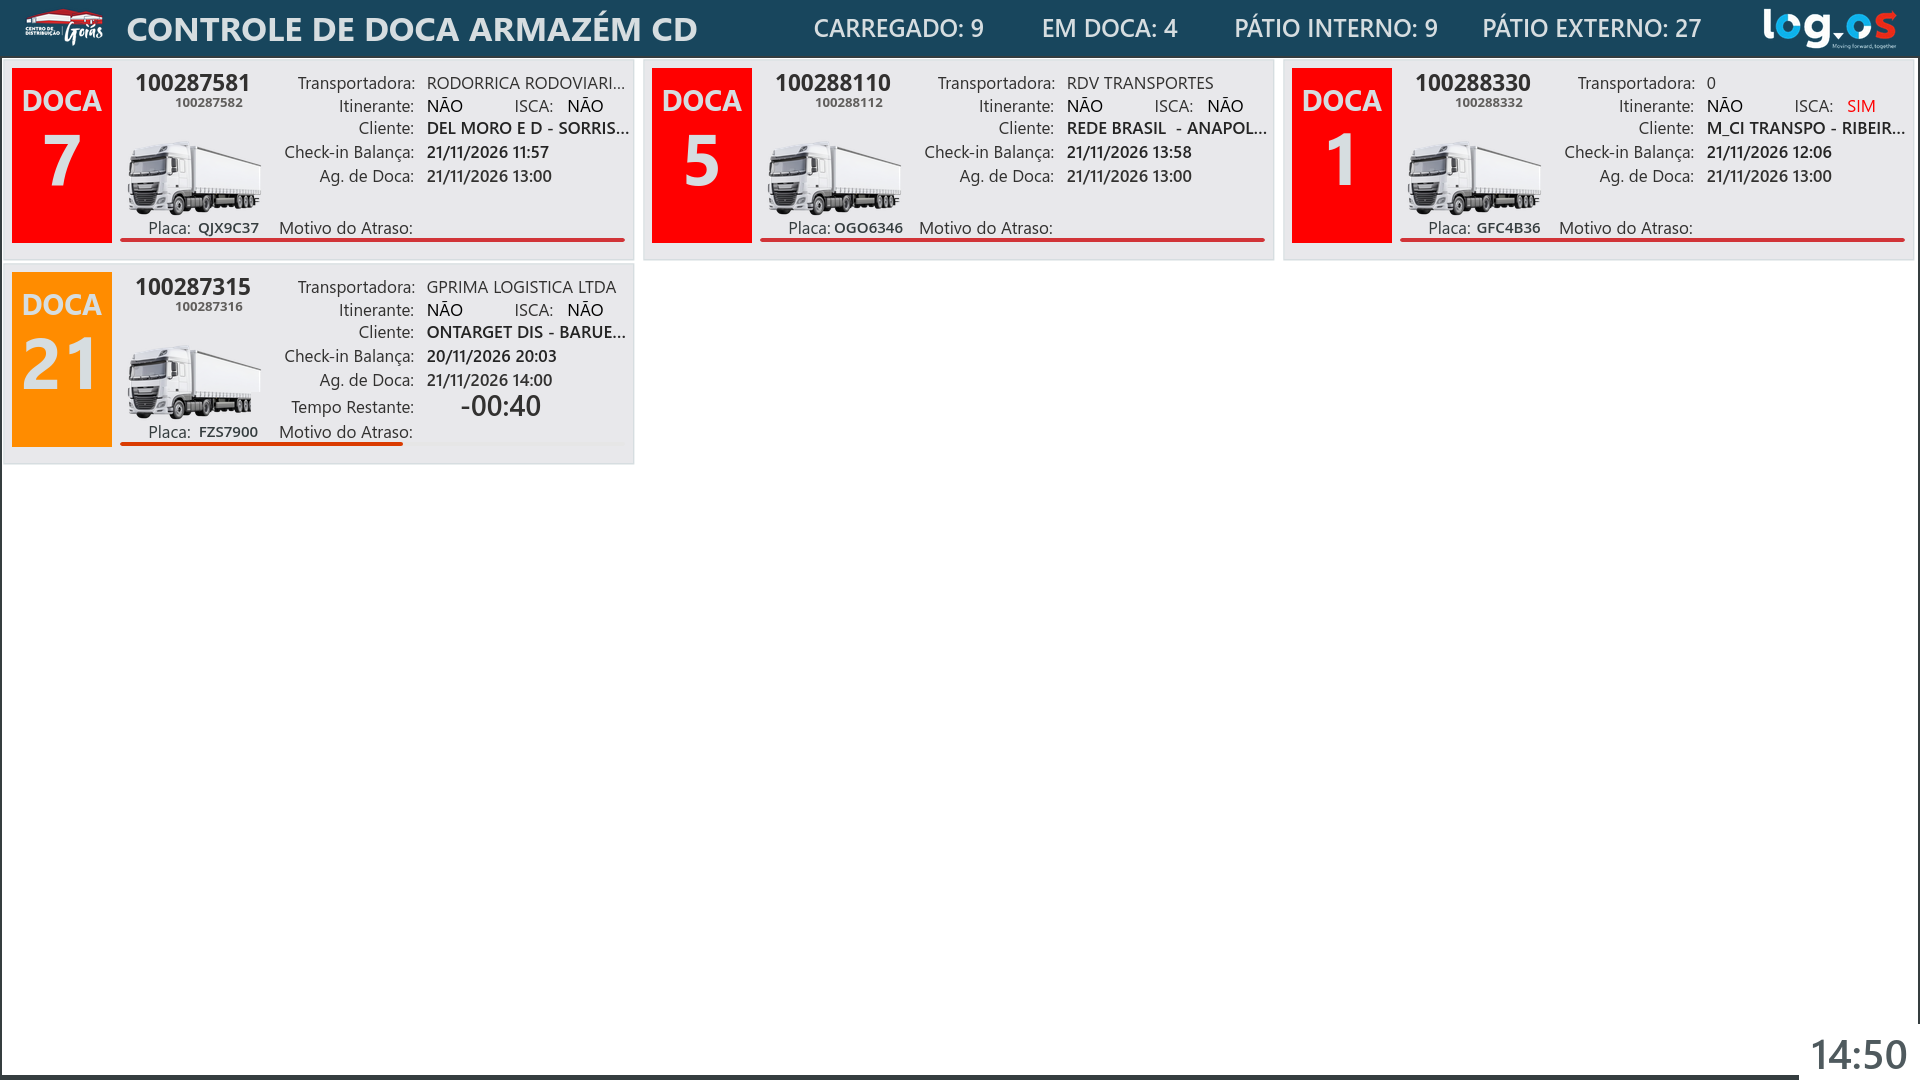 CENTRO DE DISTRIBUIÇÃO Goiás CONTROLE DE DOCA ARMAZÉM CD CARREGADO: 9 EM DOCA: 4 PÁTIO INTERNO: 9 PÁTIO EXTERNO: 27 log.os
Moving forward, together
DOCA
7
100287581
100287582
Transportadora: RODORRICA RODOVIARI...
Itinerante: NÃO ISCA: NÃO
Cliente: DEL MORO E D - SORRIS...
Check-in Balança: 21/11/2026 11:57
Ag. de Doca: 21/11/2026 13:00
Placa: QJX9C37 Motivo do Atraso:
DOCA
5
100288110
100288112
Transportadora: RDV TRANSPORTES
Itinerante: NÃO ISCA: NÃO
Cliente: REDE BRASIL  - ANAPOL...
Check-in Balança: 21/11/2026 13:58
Ag. de Doca: 21/11/2026 13:00
Placa: OGO6346 Motivo do Atraso:
DOCA
1
100288330
100288332
Transportadora: 0
Itinerante: NÃO ISCA: SIM
Cliente: M_CI TRANSPO - RIBEIR...
Check-in Balança: 21/11/2026 12:06
Ag. de Doca: 21/11/2026 13:00
Placa: GFC4B36 Motivo do Atraso:
DOCA
21
100287315
100287316
Transportadora: GPRIMA LOGISTICA LTDA
Itinerante: NÃO ISCA: NÃO
Cliente: ONTARGET DIS - BARUE...
Check-in Balança: 20/11/2026 20:03
Ag. de Doca: 21/11/2026 14:00
Tempo Restante: -00:40
Placa: FZS7900 Motivo do Atraso:
14:50